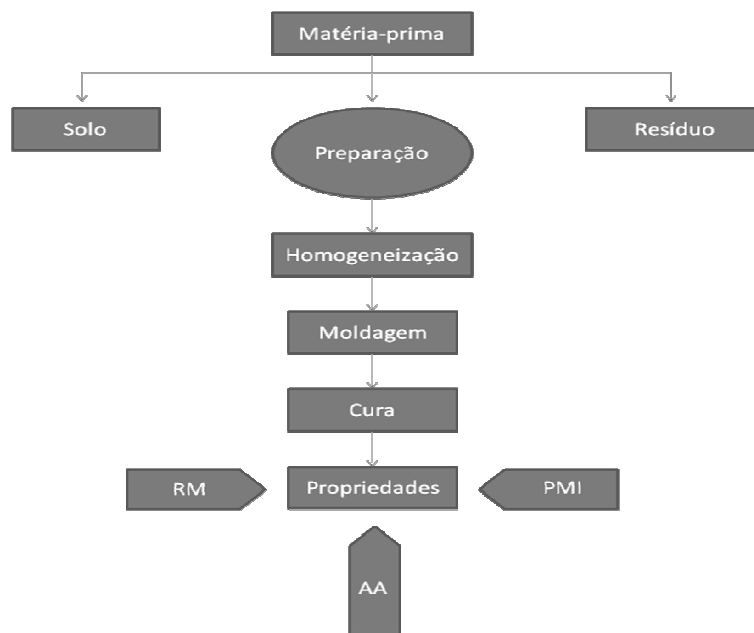 Matéria-prima
Solo
Preparação
Resíduo
Homogeneização
Moldagem
Cura
RM
Propriedades
PMI
AA